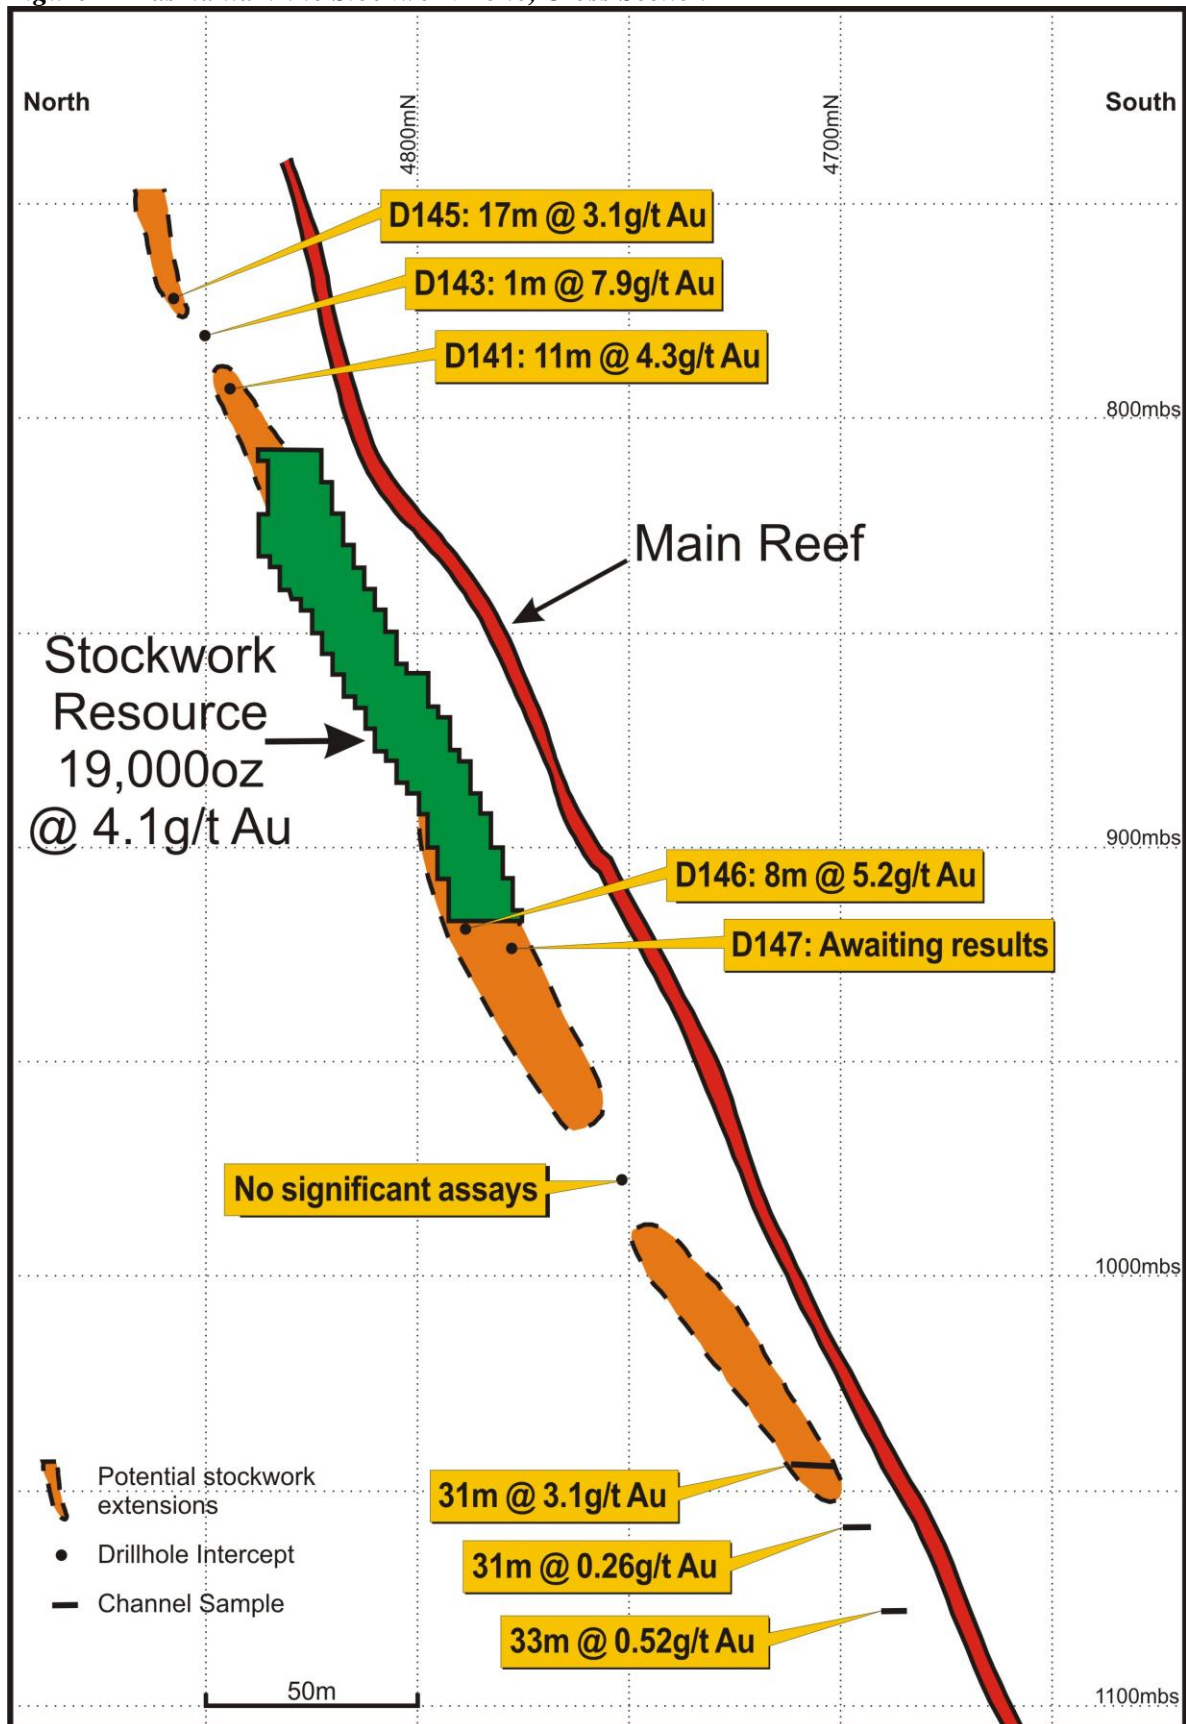 North
4800mN
4700mN
South
D145: 17m @ 3.1g/t Au
D143: 1m @ 7.9g/t Au
D141: 11m @ 4.3g/t Au
800mbs
Main Reef
Stockwork
Resource
19,000oz
@ 4.1g/t Au
900mbs
D146: 8m @ 5.2g/t Au
D147: Awaiting results
No significant assays
1000mbs
Potential stockwork
extensions
Drillhole Intercept
Channel Sample
31m @ 3.1g/t Au
31m @ 0.26g/t Au
33m @ 0.52g/t Au
50m
1100mbs